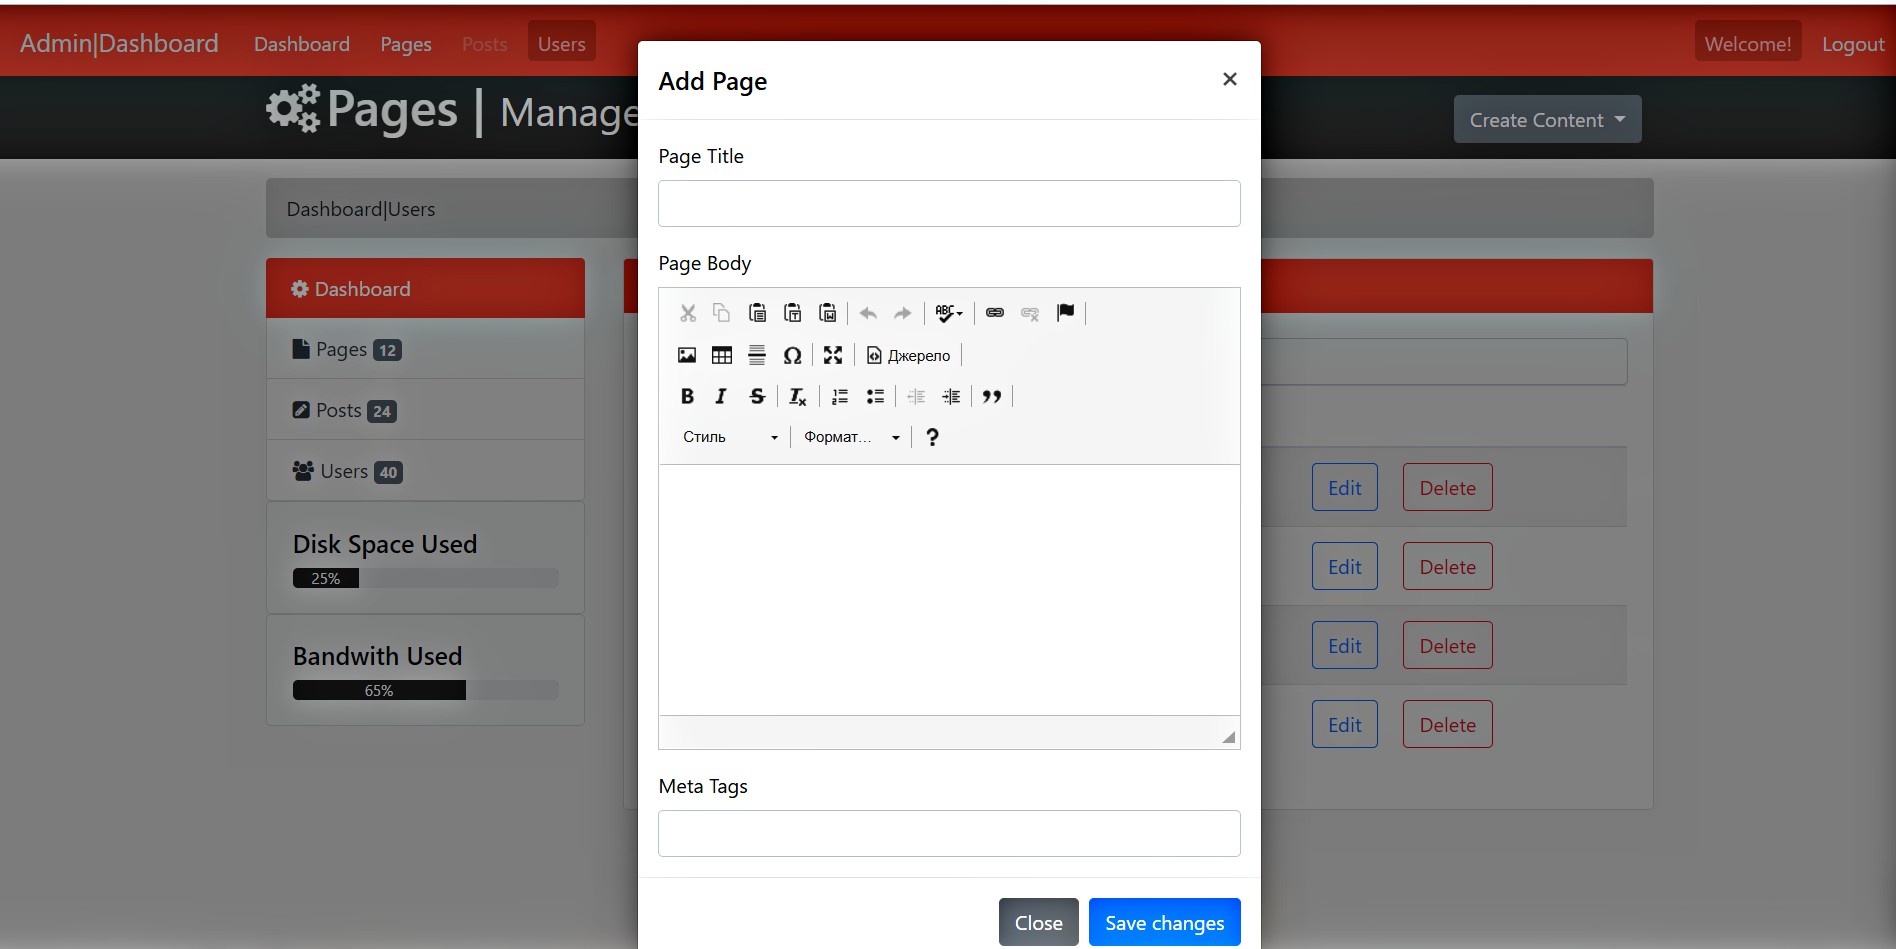 Admin|Dashboard Dashboard Pages Posts Users Welcome! Logout
Pages | Manage
Create Content
Dashboard|Users
Dashboard
Pages 12
Posts 24
Users 40
Disk Space Used
25%
Bandwith Used
65%
Add Page ×
Page Title
Page Body
ABC
Джерело
B I S Tx
Стиль Формат… ?
Meta Tags
Close Save changes
Edit Delete
Edit Delete
Edit Delete
Edit Delete